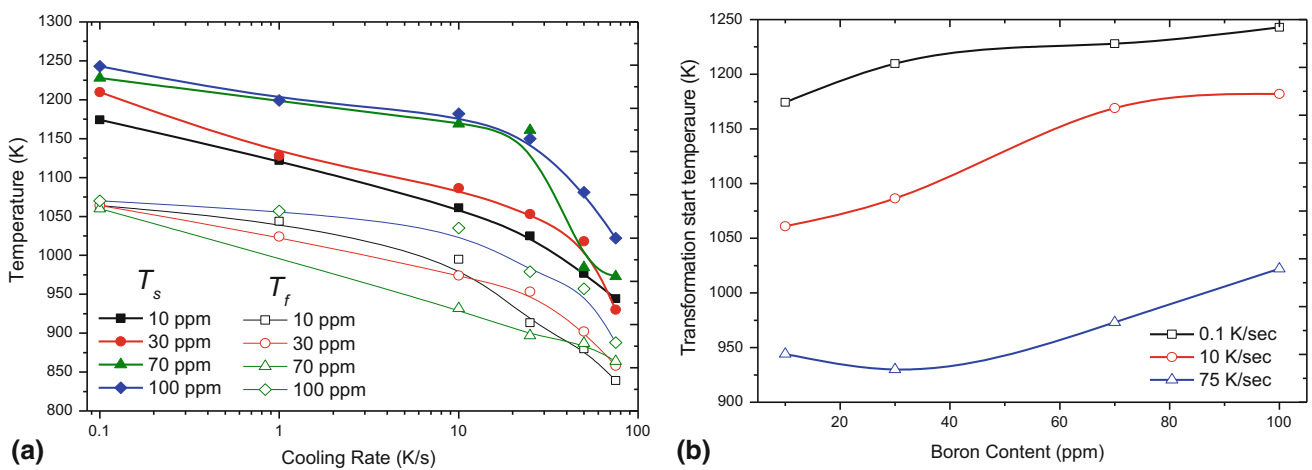 1300
1250
1200
1150
1100
1050
1000
950
900
850
800
Temperature (K)
T_s T_f
10 ppm 10 ppm
30 ppm 30 ppm
70 ppm 70 ppm
100 ppm 100 ppm
0.1 1 10 100
Cooling Rate (K/s)
(a)
1250
1200
1150
1100
1050
1000
950
900
Transformation start temperaure (K)
0.1 K/sec
10 K/sec
75 K/sec
20 40 60 80 100
Boron Content (ppm)
(b)